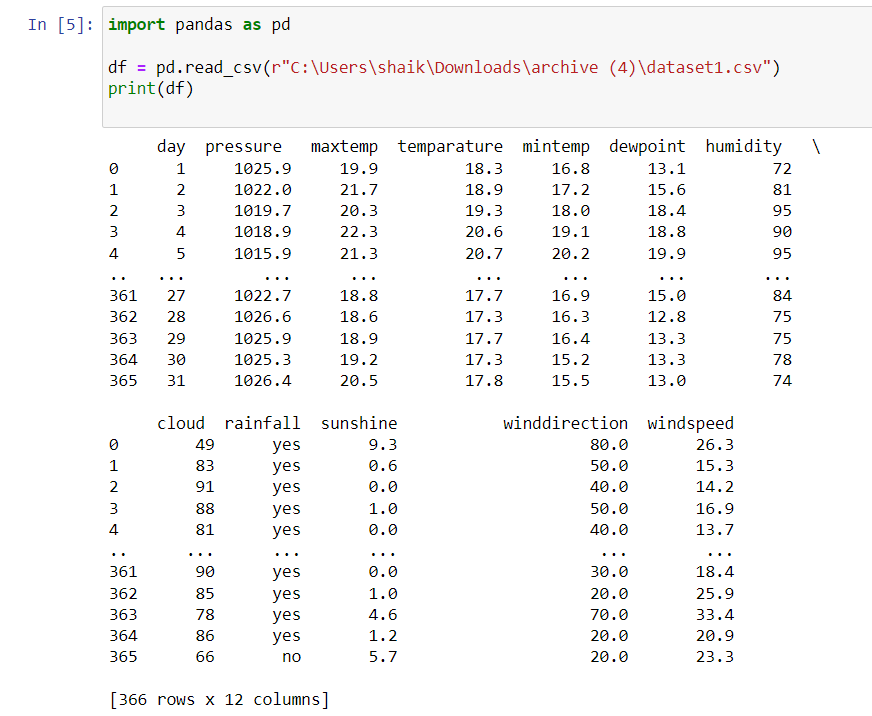 In [5]: import pandas as pd
df = pd.read_csv(r"C:\Users\shaik\Downloads\archive (4)\dataset1.csv")
print(df)
day pressure maxtemp temparature mintemp dewpoint humidity \
0 1 1025.9 19.9 18.3 16.8 13.1 72
1 2 1022.0 21.7 18.9 17.2 15.6 81
2 3 1019.7 20.3 19.3 18.0 18.4 95
3 4 1018.9 22.3 20.6 19.1 18.8 90
4 5 1015.9 21.3 20.7 20.2 19.9 95
.. ... ... ... ... ... ... ...
361 27 1022.7 18.8 17.7 16.9 15.0 84
362 28 1026.6 18.6 17.3 16.3 12.8 75
363 29 1025.9 18.9 17.7 16.4 13.3 75
364 30 1025.3 19.2 17.3 15.2 13.3 78
365 31 1026.4 20.5 17.8 15.5 13.0 74
cloud rainfall sunshine winddirection windspeed
0 49 yes 9.3 80.0 26.3
1 83 yes 0.6 50.0 15.3
2 91 yes 0.0 40.0 14.2
3 88 yes 1.0 50.0 16.9
4 81 yes 0.0 40.0 13.7
.. ... ... ... ... ...
361 90 yes 0.0 30.0 18.4
362 85 yes 1.0 20.0 25.9
363 78 yes 4.6 70.0 33.4
364 86 yes 1.2 20.0 20.9
365 66 no 5.7 20.0 23.3
[366 rows x 12 columns]